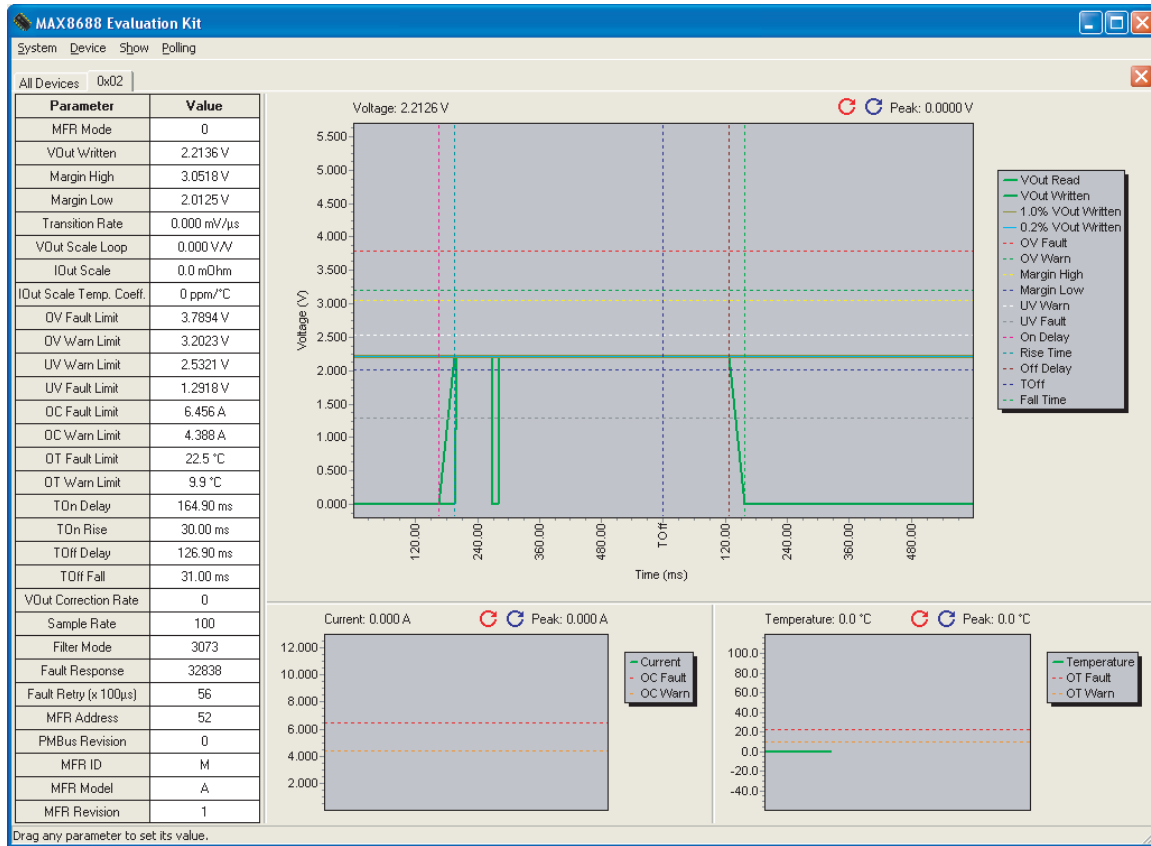 MAX8688 Evaluation Kit
System Device Show Polling
All Devices 0x02
Parameter Value
MFR Mode 0
VOut Written 2.2136 V
Margin High 3.0518 V
Margin Low 2.0125 V
Transition Rate 0.000 mV/µs
VOut Scale Loop 0.000 V/V
IOut Scale 0.0 mOhm
IOut Scale Temp. Coeff. 0 ppm/°C
OV Fault Limit 3.7894 V
OV Warn Limit 3.2023 V
UV Warn Limit 2.5321 V
UV Fault Limit 1.2918 V
OC Fault Limit 6.456 A
OC Warn Limit 4.388 A
OT Fault Limit 22.5 °C
OT Warn Limit 9.9 °C
TOn Delay 164.90 ms
TOn Rise 30.00 ms
TOff Delay 126.90 ms
TOff Fall 31.00 ms
VOut Correction Rate 0
Sample Rate 100
Filter Mode 3073
Fault Response 32838
Fault Retry (x 100µs) 56
MFR Address 52
PMBus Revision 0
MFR ID M
MFR Model A
MFR Revision 1
Voltage: 2.2126 V Peak: 0.0000 V
Voltage (V)
5.500
5.000
4.500
4.000
3.500
3.000
2.500
2.000
1.500
1.000
0.500
0.000
120.00 240.00 360.00 480.00 TOff 120.00 240.00 360.00 480.00
Time (ms)
VOut Read
VOut Written
1.0% VOut Written
0.2% VOut Written
OV Fault
OV Warn
Margin High
Margin Low
UV Warn
UV Fault
On Delay
Rise Time
Off Delay
TOff
Fall Time
Current: 0.000 A Peak: 0.000 A
12.000
10.000
8.000
6.000
4.000
2.000
Current
OC Fault
OC Warn
Temperature: 0.0 °C Peak: 0.0 °C
100.0
80.0
60.0
40.0
20.0
0.0
-20.0
-40.0
Temperature
OT Fault
OT Warn
Drag any parameter to set its value.